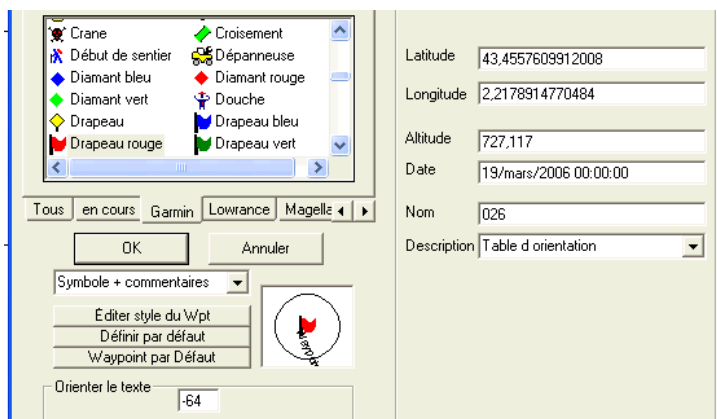 Crane Croisement
Début de sentier Dépanneuse
Diamant bleu Diamant rouge
Diamant vert Douche
Drapeau Drapeau bleu
Drapeau rouge Drapeau vert
Tous en cours Garmin Lowrance Magella
OK Annuler
Symbole + commentaires
Éditer style du Wpt
Définir par défaut
Waypoint par Défaut
Orienter le texte
-64
Latitude 43,4557609912008
Longitude 2,2178914770484
Altitude 727,117
Date 19/mars/2006 00:00:00
Nom 026
Description Table d orientation